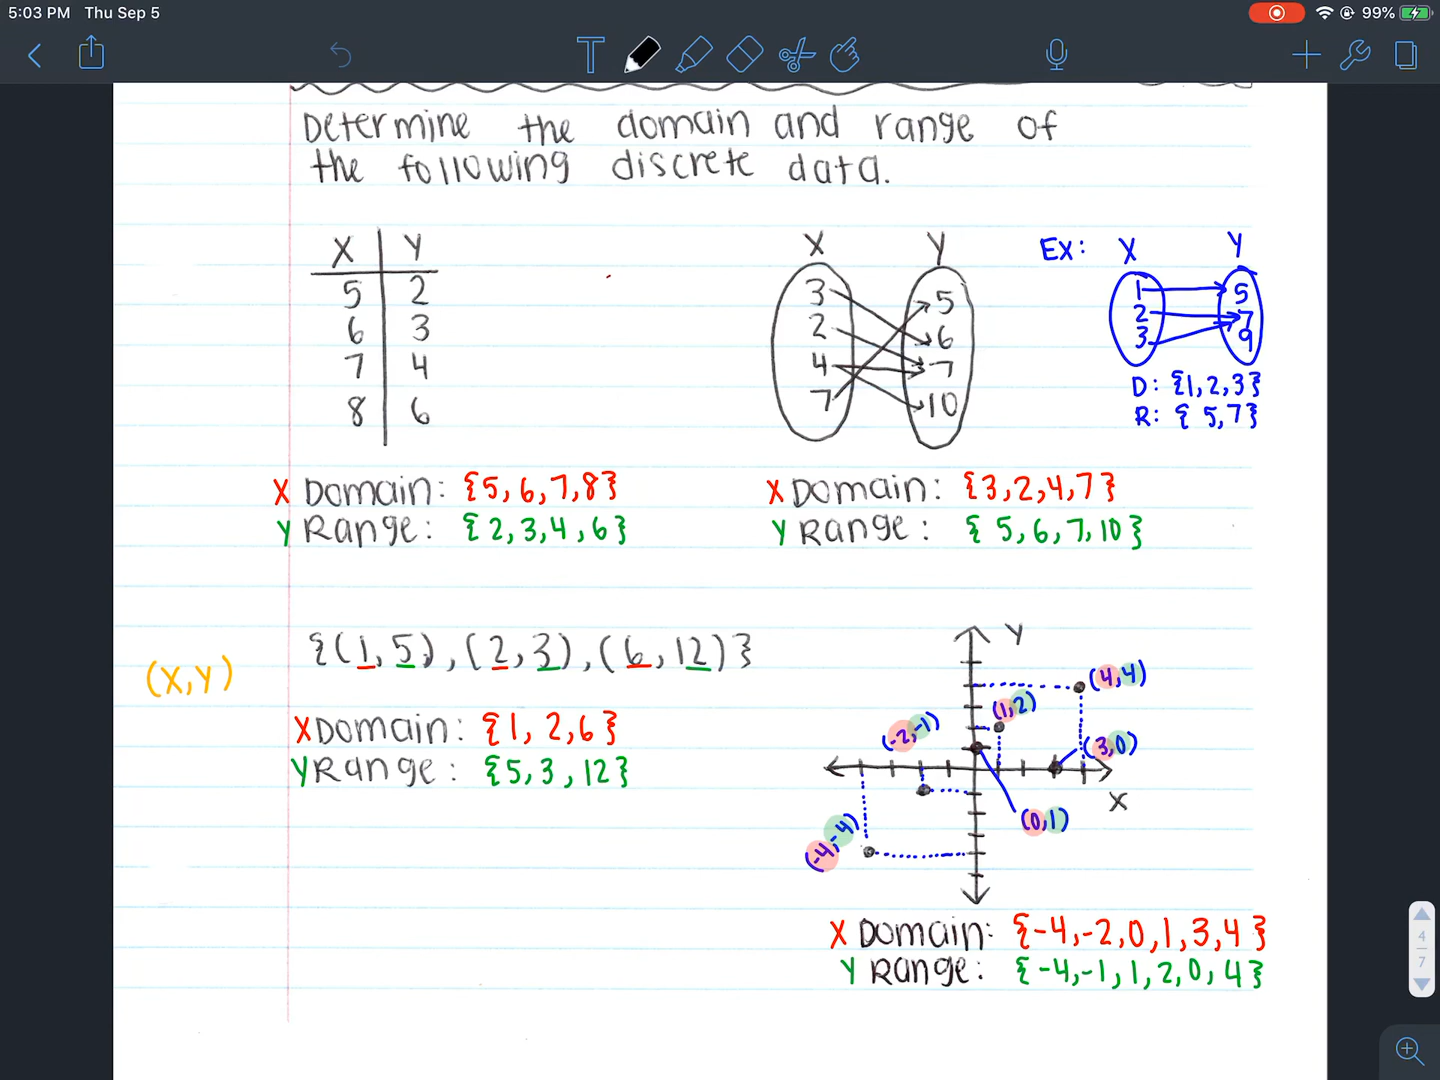 5:03 PM Thu Sep 5
99%
T
Determine the domain and range of
the following discrete data.
X Y
5 2
6 3
7 4
8 6
X Domain: {5, 6, 7, 8}
Y Range: {2, 3, 4, 6}
X Y
3 5
2 6
4 7
7 10
X Domain: {3, 2, 4, 7}
Y Range: {5, 6, 7, 10}
Ex: X Y
1 5
2 7
3 9
D: {1, 2, 3}
R: {5, 7}
(X, Y)
{(1, 5), (2, 3), (6, 12)}
X Domain: {1, 2, 6}
Y Range: {5, 3, 12}
Y
(4, 4)
(1, 2)
(-2, -1)
(3, 0)
X
(0, 1)
(-4, -4)
X Domain: {-4, -2, 0, 1, 3, 4}
Y Range: {-4, -1, 1, 2, 0, 4}
4
7